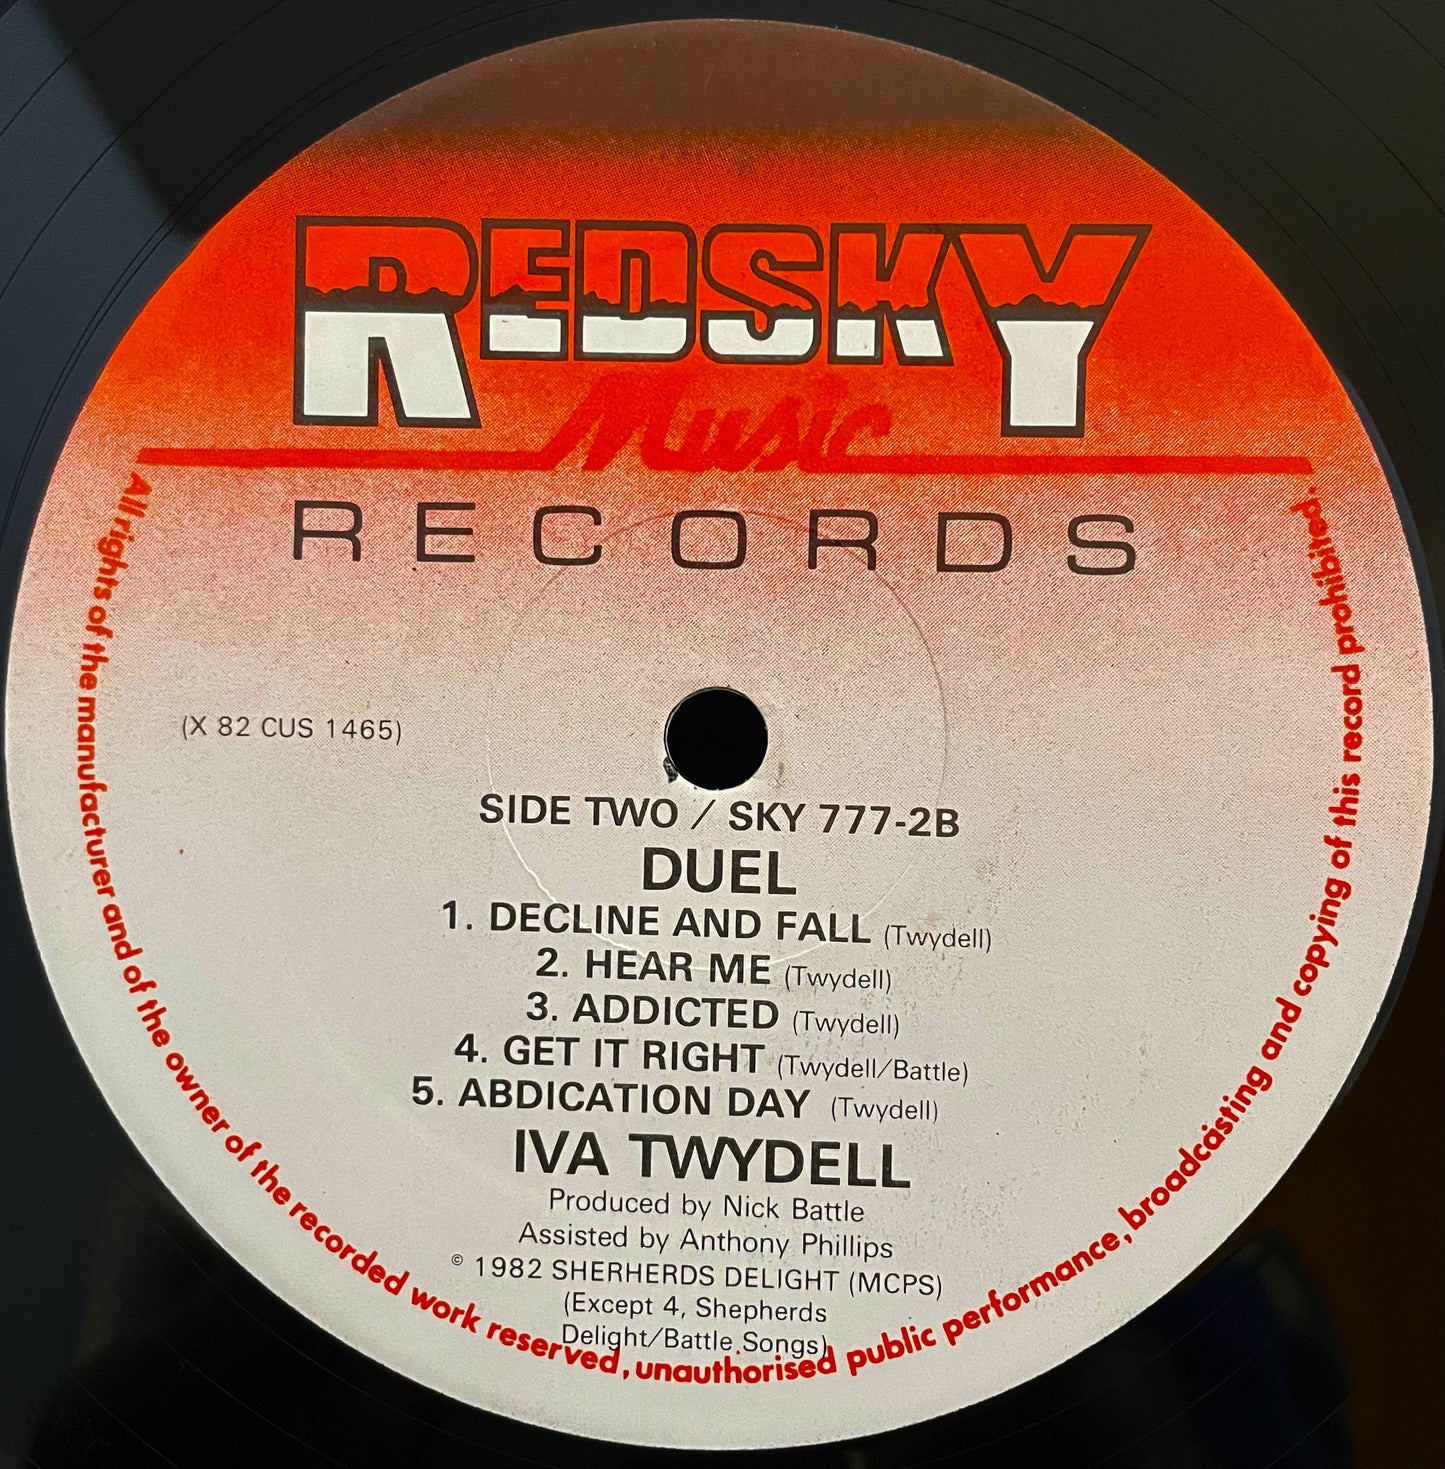 REDSKY
Music
RECORDS
(X 82 CUS 1465)
SIDE TWO / SKY 777-2B
DUEL
1. DECLINE AND FALL (Twydell)
2. HEAR ME (Twydell)
3. ADDICTED (Twydell)
4. GET IT RIGHT (Twydell/Battle)
5. ABDICATION DAY (Twydell)
IVA TWYDELL
Produced by Nick Battle
Assisted by Anthony Phillips
© 1982 SHERHERDS DELIGHT (MCPS)
(Except 4, Shepherds
Delight/Battle Songs)
All rights of the manufacturer and of the owner of the recorded work reserved, unauthorised public performance, broadcasting and copying of this record prohibited.